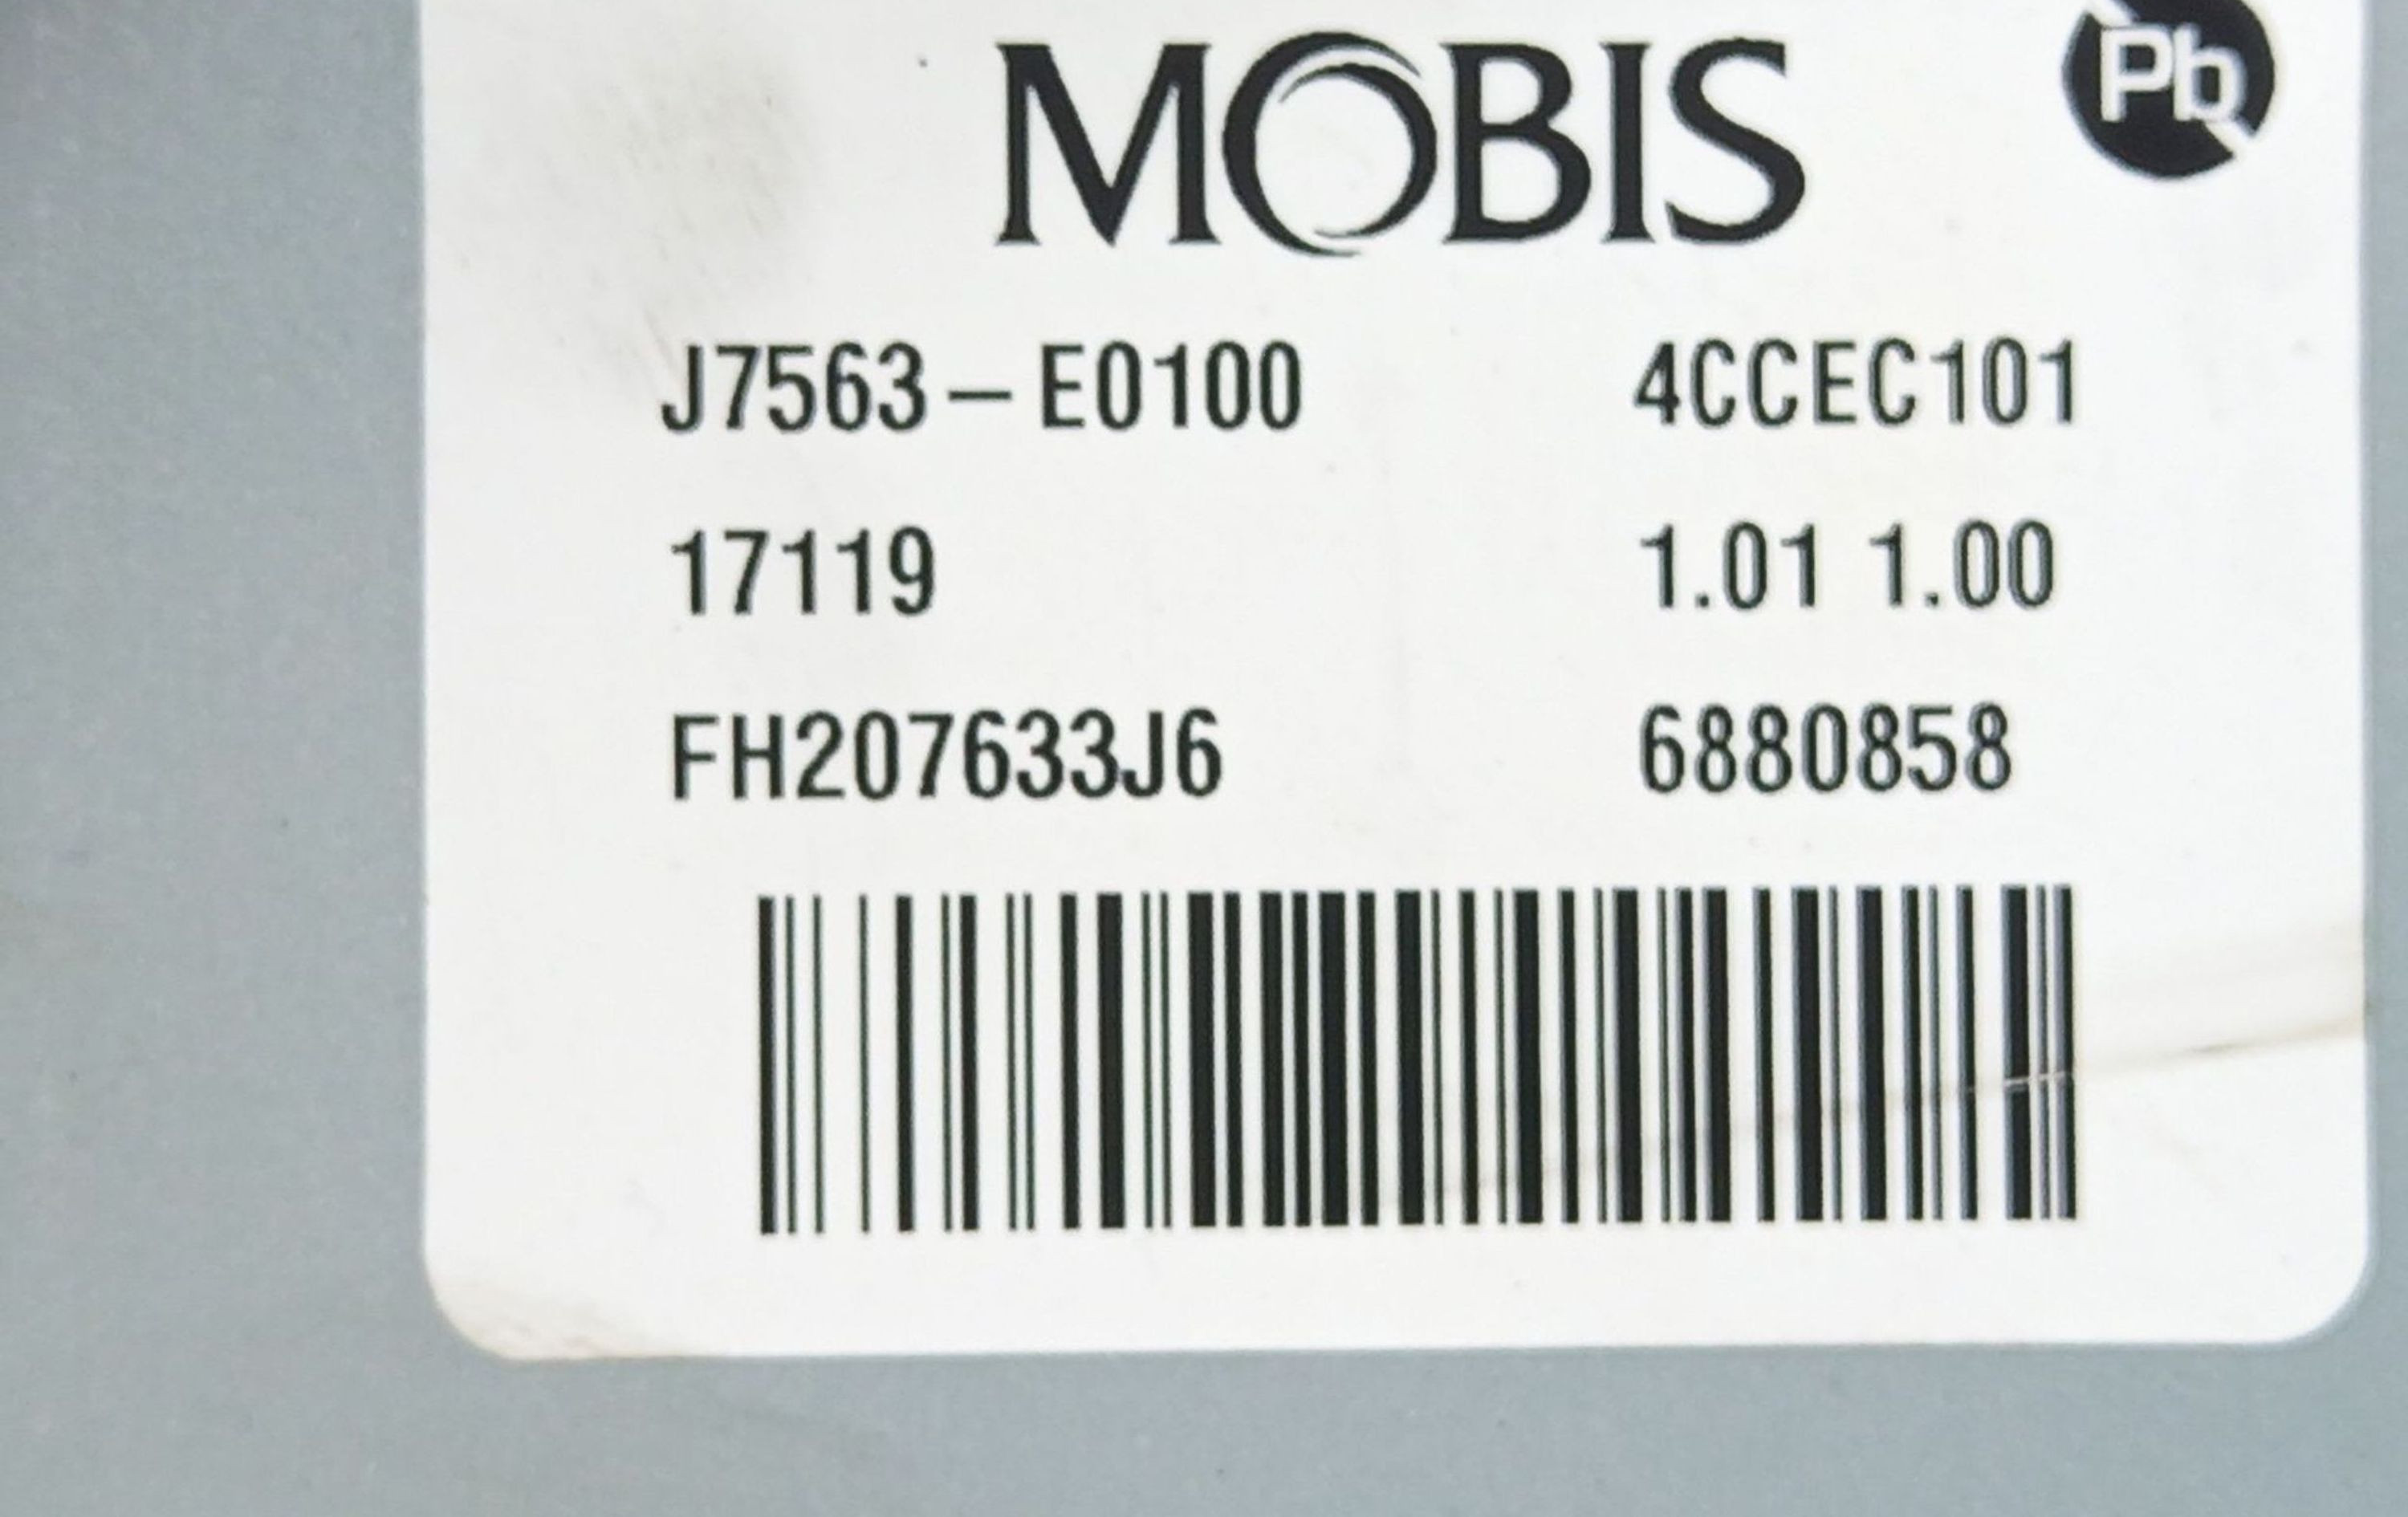 MOBIS
Pb
J7563-E0100 4CCEC101
17119 1.01 1.00
FH207633J6 6880858